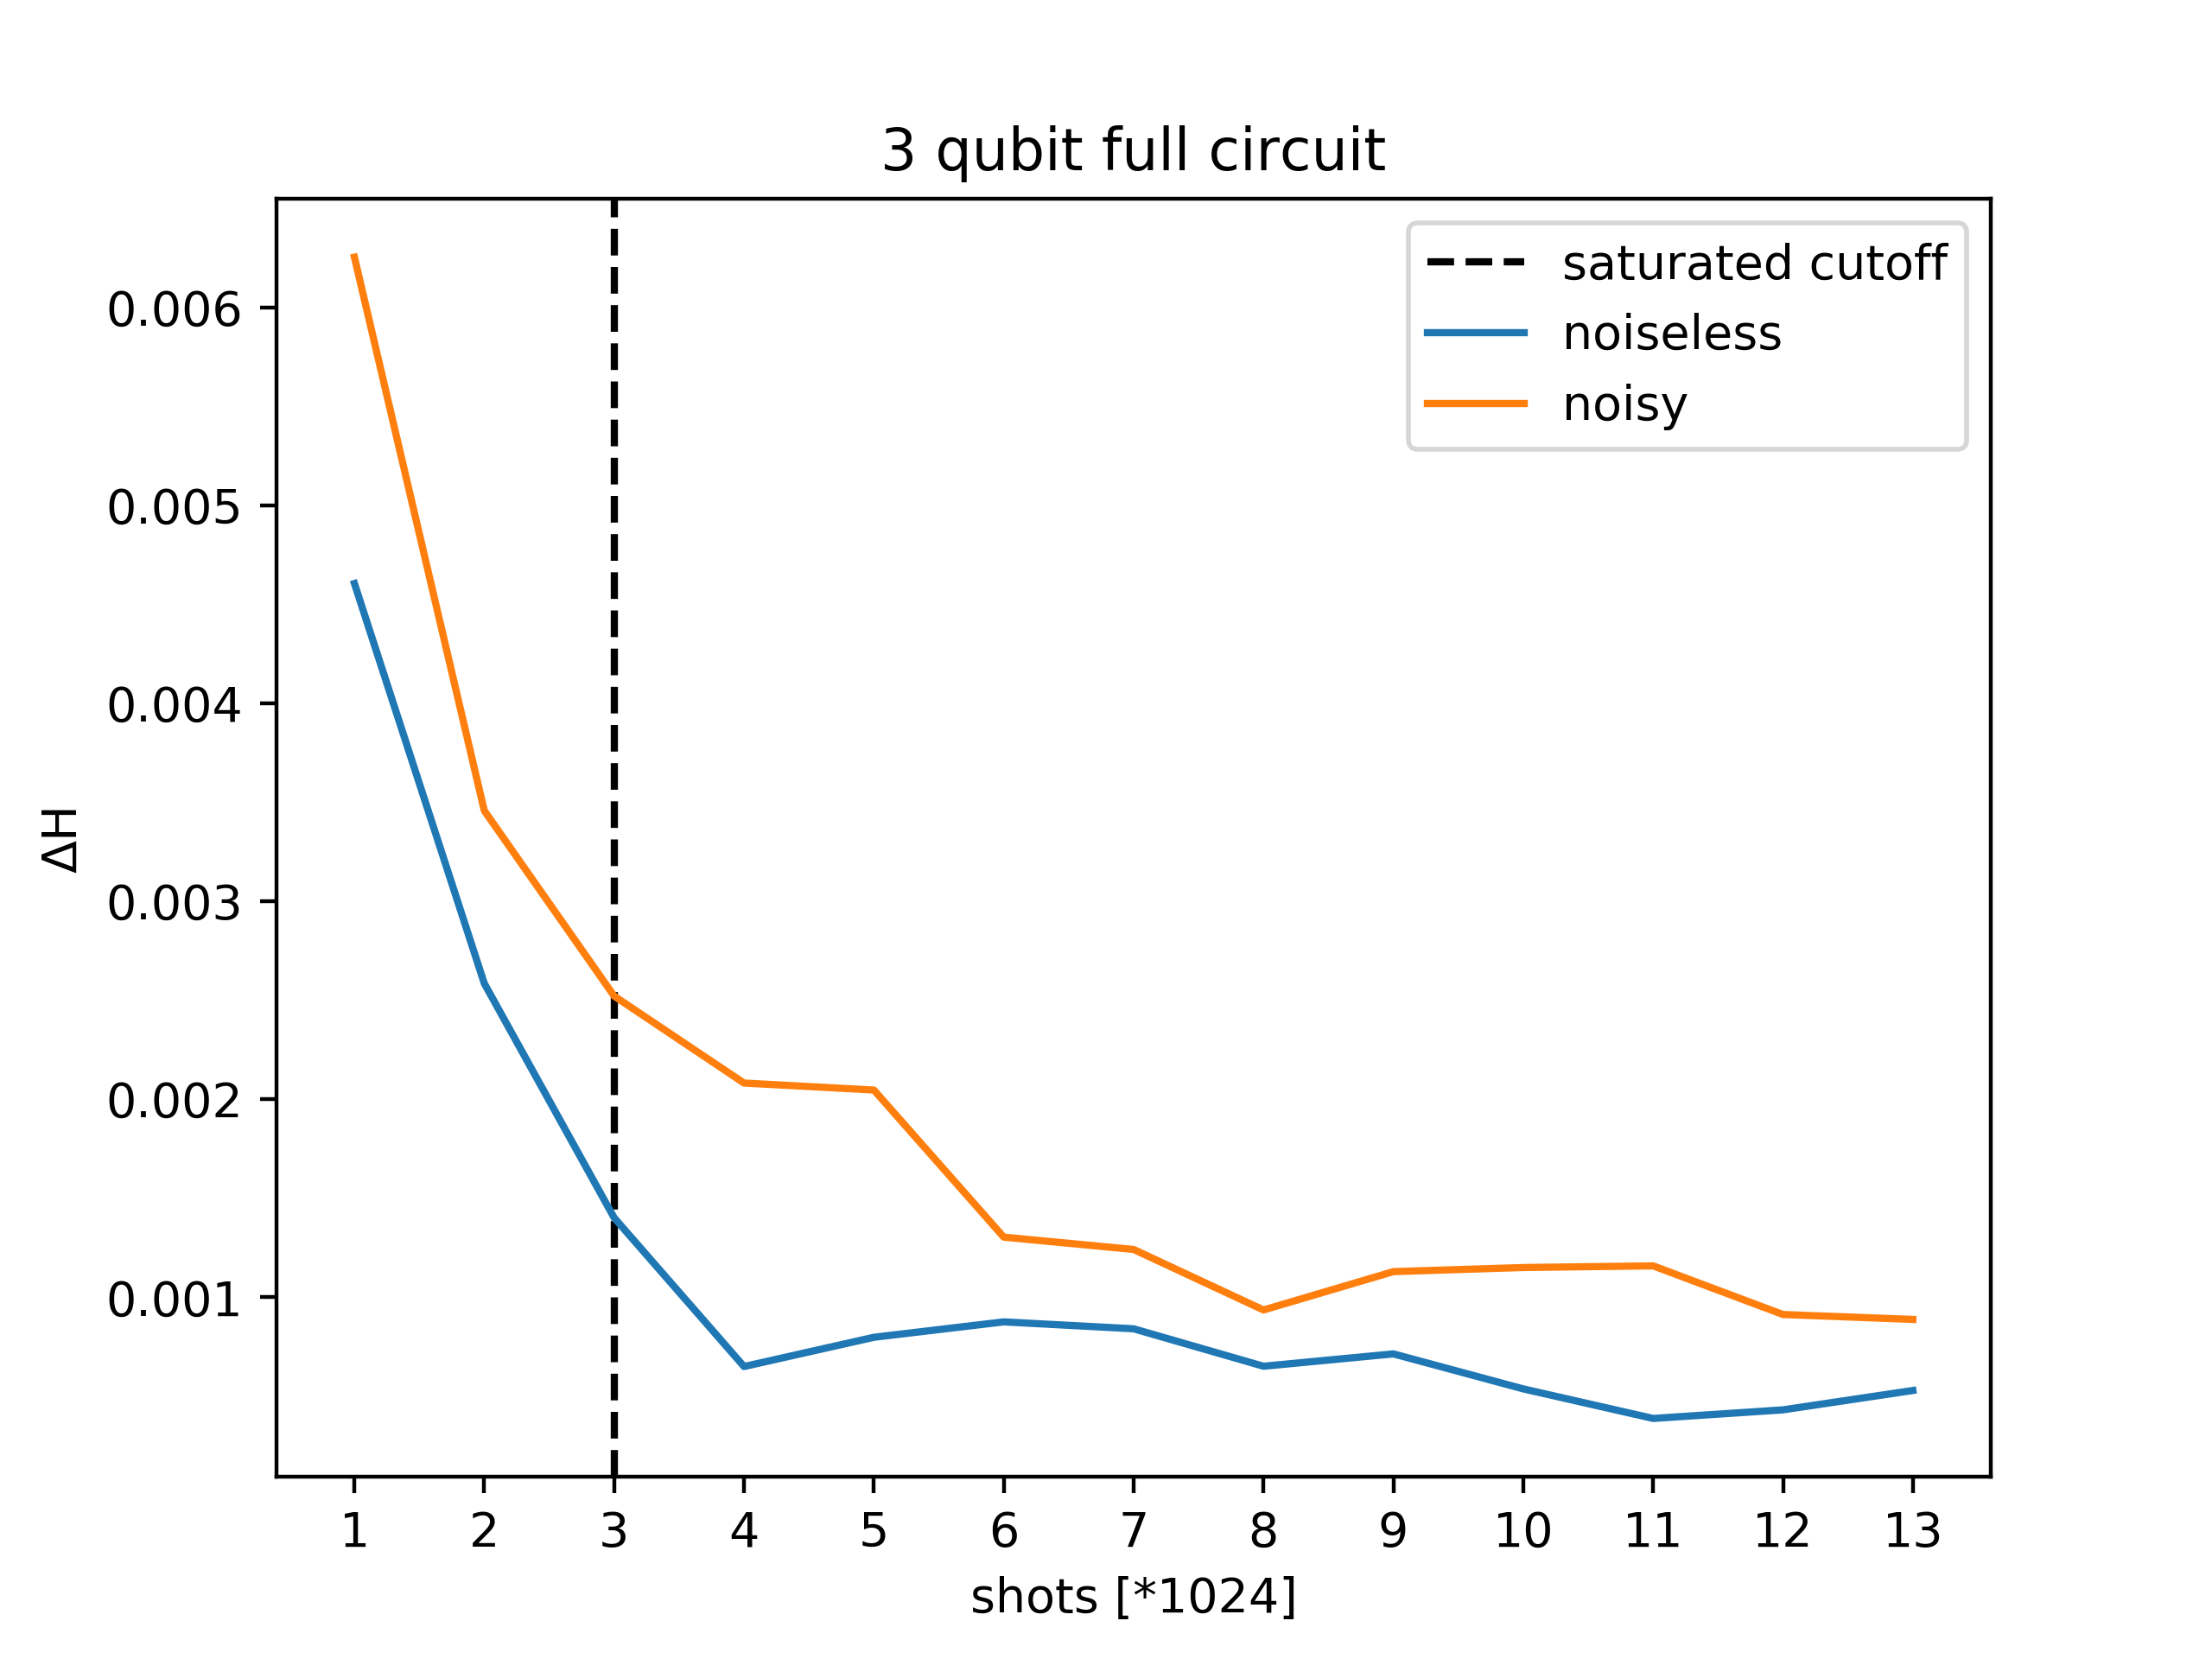 3 qubit full circuit
saturated cutoff
noiseless
noisy
0.006
0.005
0.004
0.003
0.002
0.001
ΔH
1 2 3 4 5 6 7 8 9 10 11 12 13
shots [*1024]